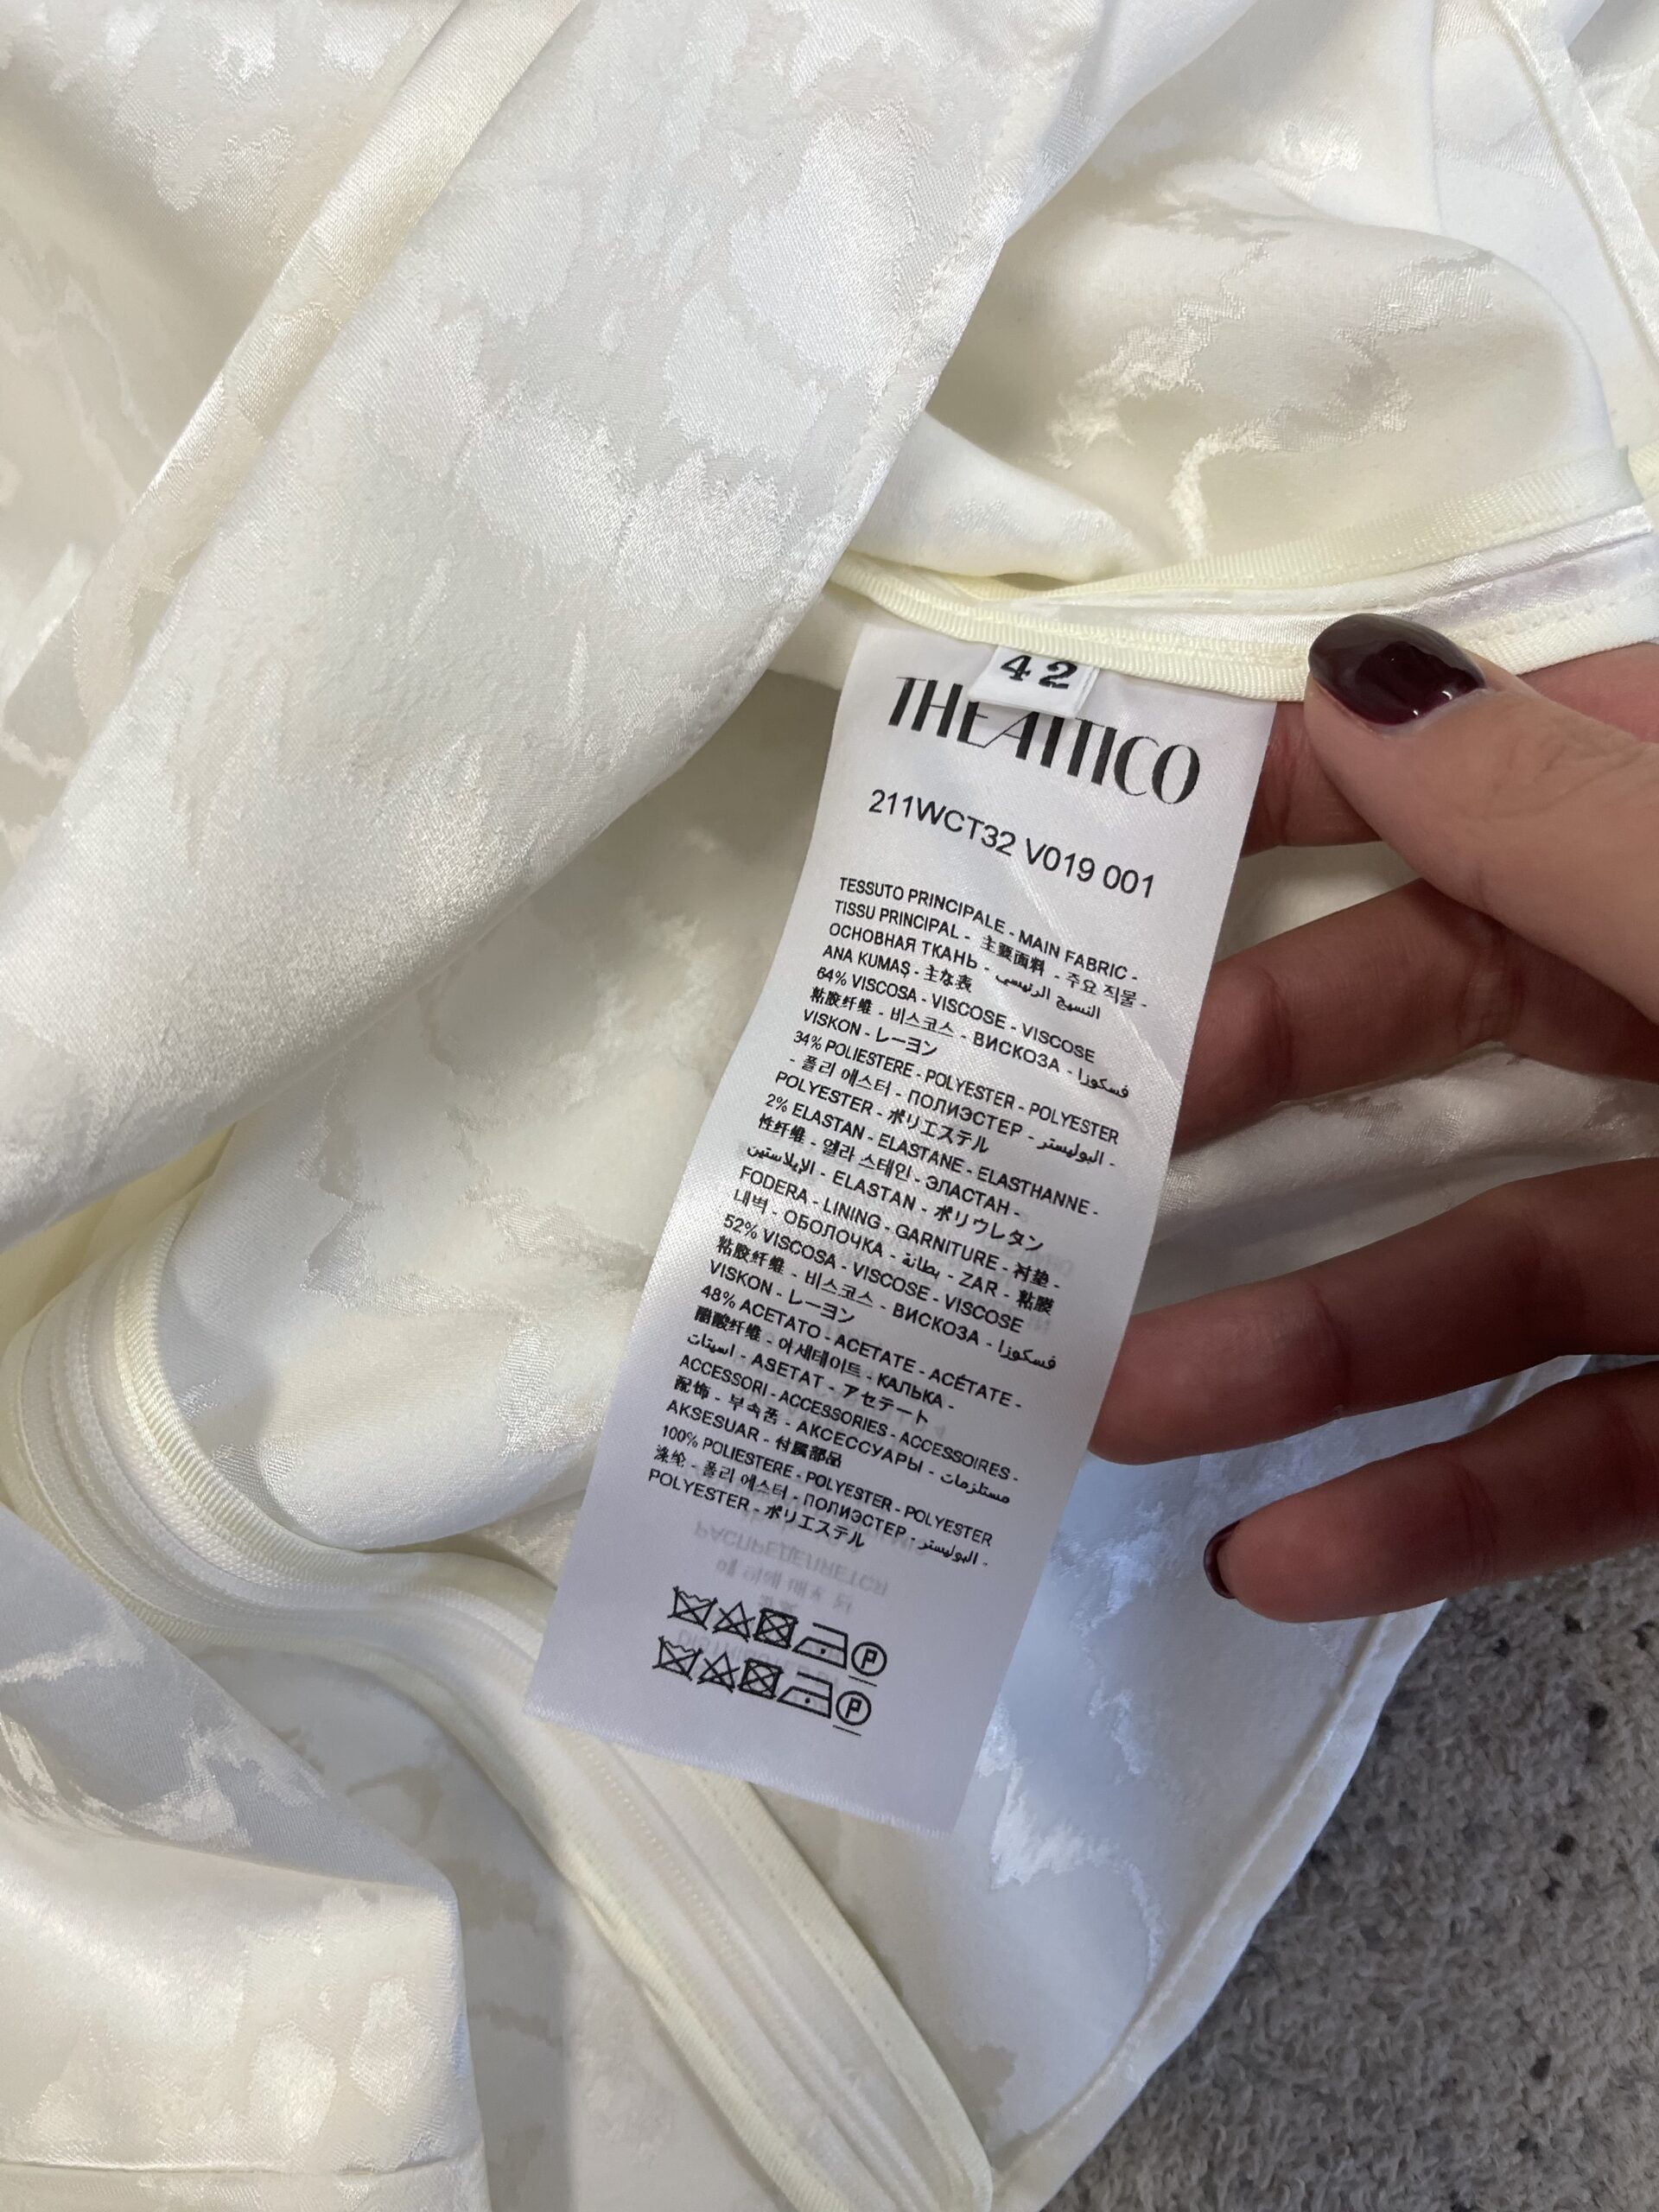 42
THE ATTICO
211WCT32 V019 001
TESSUTO PRINCIPALE - MAIN FABRIC -
TISSU PRINCIPAL - 主要面料 - 주요 직물 -
ОСНОВНАЯ ТКАНЬ - النسيج الرئيسي
ANA KUMAŞ - 主な表
64% VISCOSA - VISCOSE - VISCOSE
粘胶纤维 - 비스코스 - ВИСКОЗА - فسكوزا
VISKON - レーヨン
34% POLIESTERE - POLYESTER - POLYESTER
- 폴리 에스터 - ПОЛИЭСТЕР - البوليستر -
POLYESTER - ポリエステル
2% ELASTAN - ELASTANE - ELASTHANNE -
性纤维 - 엘라 스테인 - ЭЛАСТАН -
الإيلاستين - ELASTAN - ポリウレタン
FODERA - LINING - GARNITURE - 衬垫 -
내벽 - ОБОЛОЧКА - بطانة - ZAR - 粘膜
52% VISCOSA - VISCOSE - VISCOSE
粘胶纤维 - 비스코스 - ВИСКОЗА - فسكوزا
VISKON - レーヨン
48% ACETATO - ACETATE - ACÉTATE -
醋酸纤维 - 아세테이트 - КАЛЬКА -
اسيتات - ASETAT - アセテート
ACCESSORI - ACCESSORIES - ACCESSOIRES -
配饰 - 부속품 - АКСЕССУАРЫ - مستلزمات
AKSESUAR - 付属部品
100% POLIESTERE - POLYESTER - POLYESTER
涤纶 - 폴리 에스터 - ПОЛИЭСТЕР - البوليستر -
POLYESTER - ポリエステル
P
P